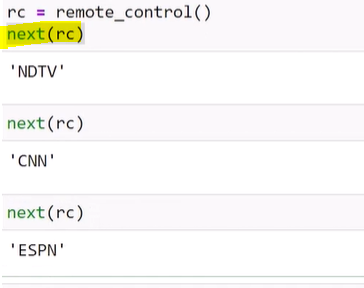 rc = remote_control()
next(rc)
'NDTV'
next(rc)
'CNN'
next(rc)
'ESPN'